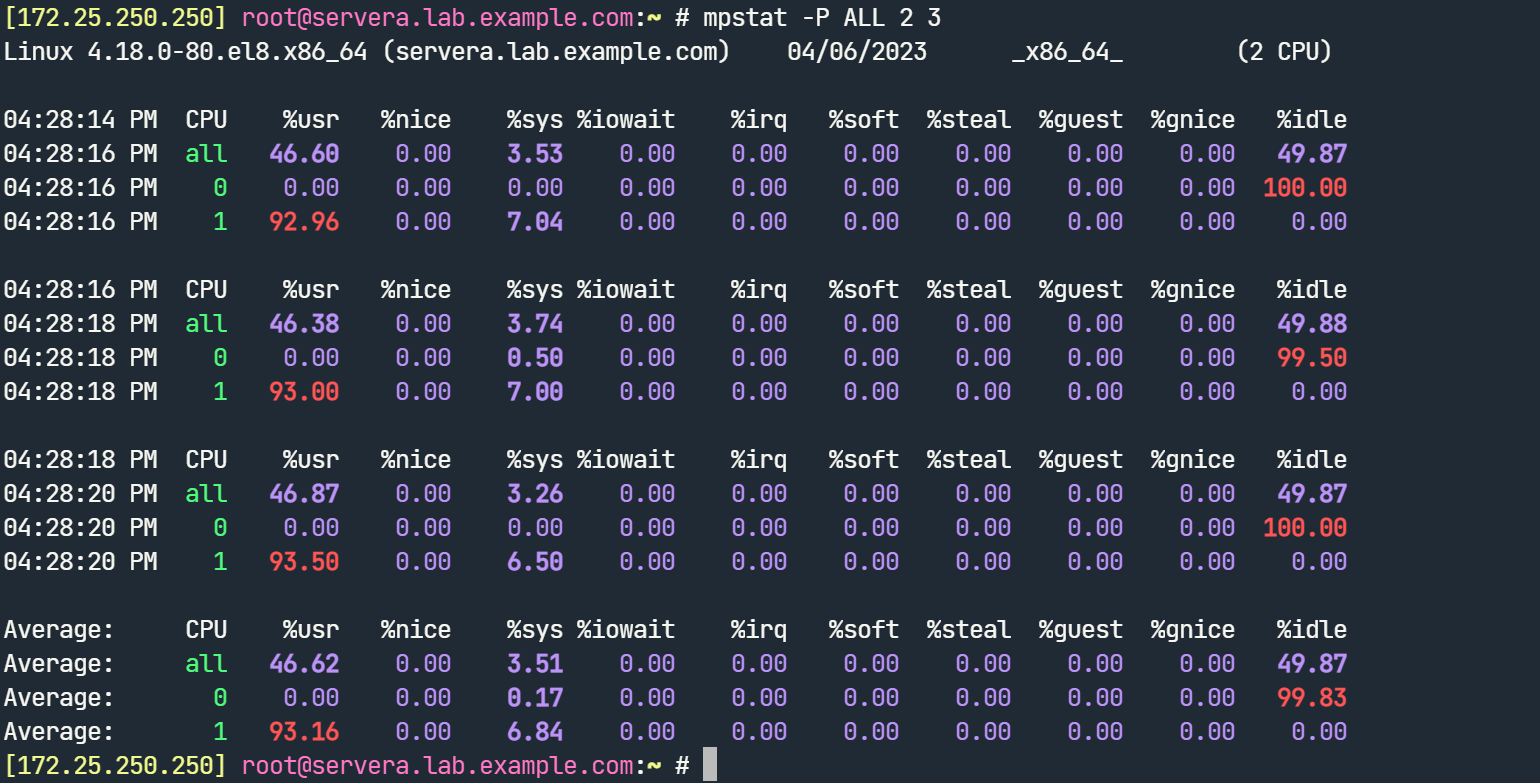 [172.25.250.250] root@servera.lab.example.com:~ # mpstat -P ALL 2 3
Linux 4.18.0-80.el8.x86_64 (servera.lab.example.com)    04/06/2023      _x86_64_        (2 CPU)

04:28:14 PM  CPU    %usr   %nice    %sys %iowait    %irq   %soft  %steal  %guest  %gnice   %idle
04:28:16 PM  all   46.60    0.00    3.53    0.00    0.00    0.00    0.00    0.00    0.00   49.87
04:28:16 PM    0    0.00    0.00    0.00    0.00    0.00    0.00    0.00    0.00    0.00  100.00
04:28:16 PM    1   92.96    0.00    7.04    0.00    0.00    0.00    0.00    0.00    0.00    0.00

04:28:16 PM  CPU    %usr   %nice    %sys %iowait    %irq   %soft  %steal  %guest  %gnice   %idle
04:28:18 PM  all   46.38    0.00    3.74    0.00    0.00    0.00    0.00    0.00    0.00   49.88
04:28:18 PM    0    0.00    0.00    0.50    0.00    0.00    0.00    0.00    0.00    0.00   99.50
04:28:18 PM    1   93.00    0.00    7.00    0.00    0.00    0.00    0.00    0.00    0.00    0.00

04:28:18 PM  CPU    %usr   %nice    %sys %iowait    %irq   %soft  %steal  %guest  %gnice   %idle
04:28:20 PM  all   46.87    0.00    3.26    0.00    0.00    0.00    0.00    0.00    0.00   49.87
04:28:20 PM    0    0.00    0.00    0.00    0.00    0.00    0.00    0.00    0.00    0.00  100.00
04:28:20 PM    1   93.50    0.00    6.50    0.00    0.00    0.00    0.00    0.00    0.00    0.00

Average:     CPU    %usr   %nice    %sys %iowait    %irq   %soft  %steal  %guest  %gnice   %idle
Average:     all   46.62    0.00    3.51    0.00    0.00    0.00    0.00    0.00    0.00   49.87
Average:       0    0.00    0.00    0.17    0.00    0.00    0.00    0.00    0.00    0.00   99.83
Average:       1   93.16    0.00    6.84    0.00    0.00    0.00    0.00    0.00    0.00    0.00
[172.25.250.250] root@servera.lab.example.com:~ #